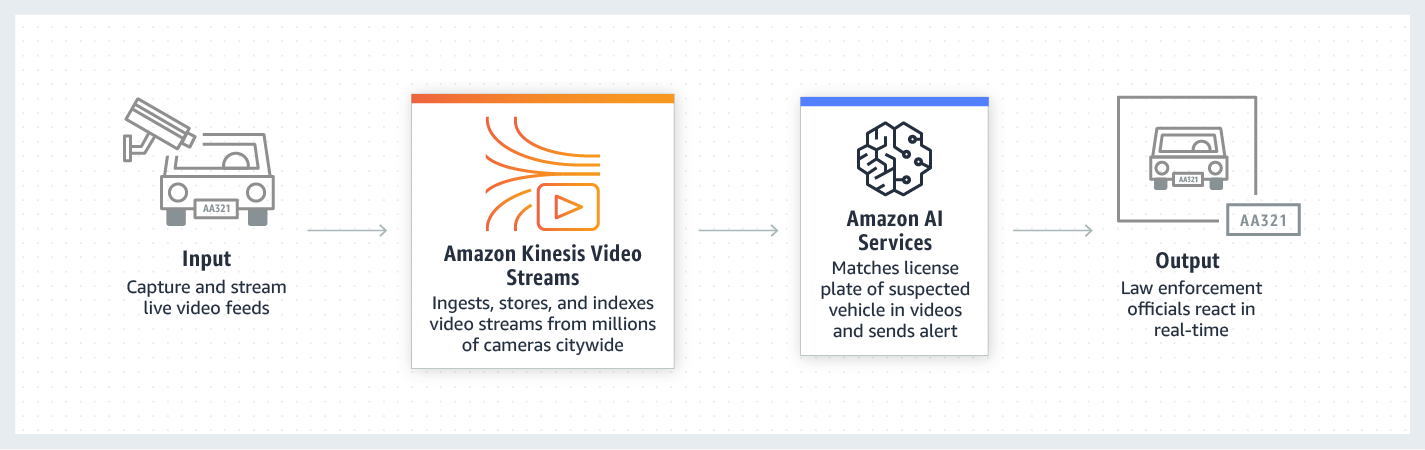 AA321
Input
Capture and stream
live video feeds
Amazon Kinesis Video
Streams
Ingests, stores, and indexes
video streams from millions
of cameras citywide
Amazon AI
Services
Matches license
plate of suspected
vehicle in videos
and sends alert
AA321
AA321
Output
Law enforcement
officials react in
real-time